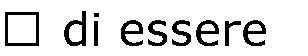 ☐ di essere